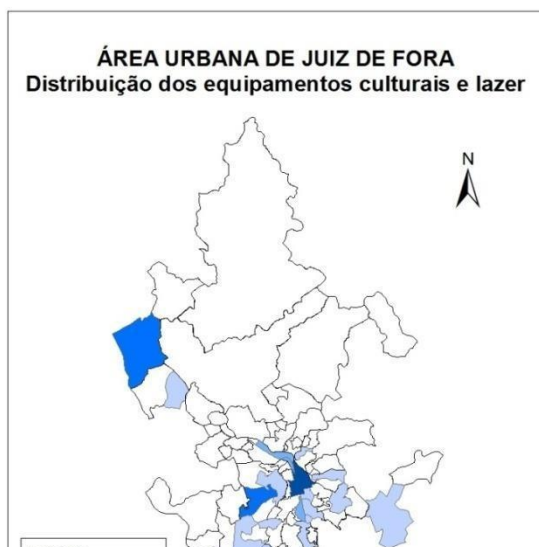 ÁREA URBANA DE JUIZ DE FORA
Distribuição dos equipamentos culturais e lazer
N